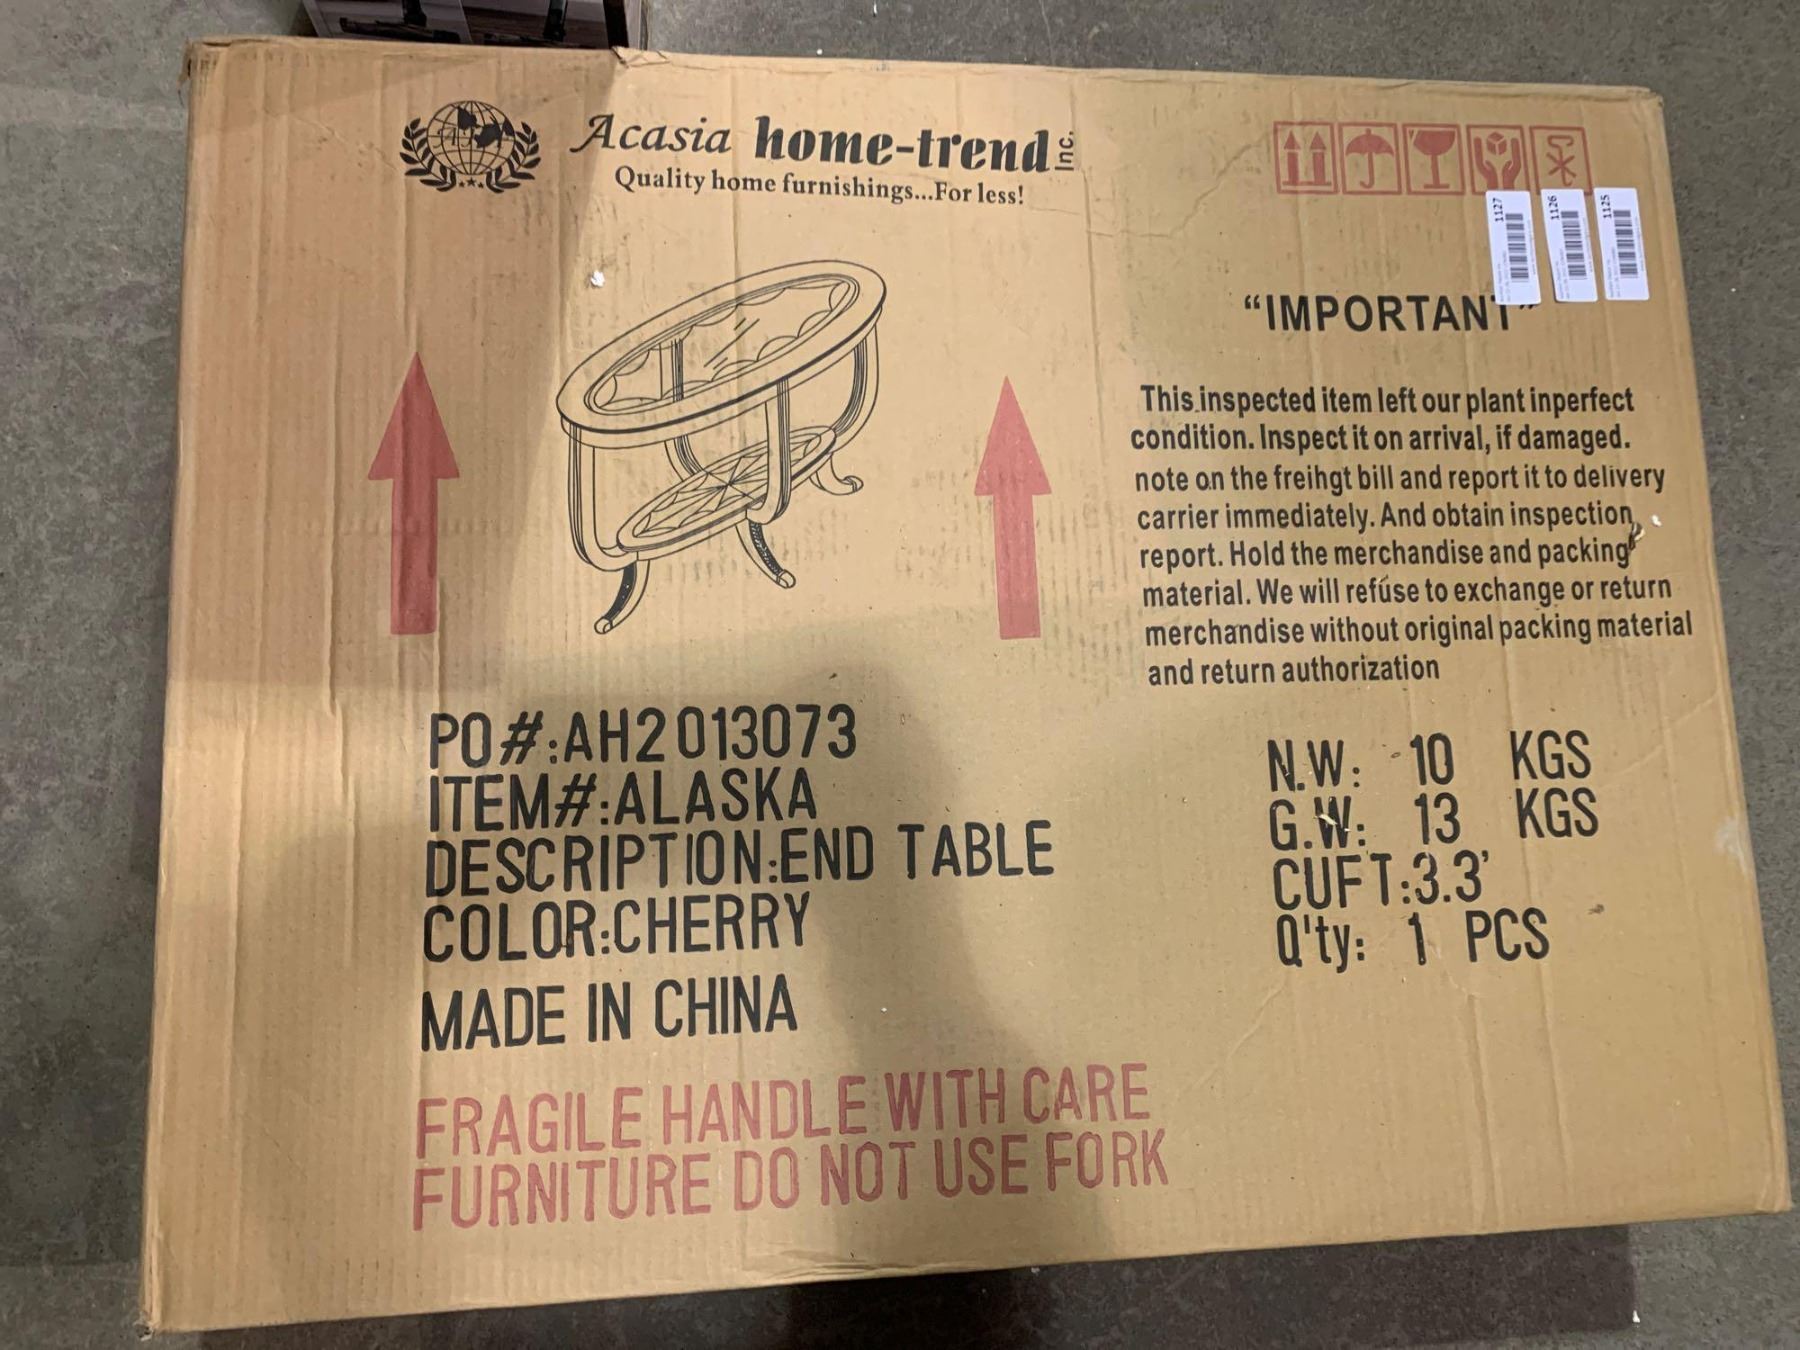 Acasia home-trend Inc.
Quality home furnishings...For less!
1127
1126
1125
"IMPORTANT"
This inspected item left our plant inperfect
condition. Inspect it on arrival, if damaged.
note on the freihgt bill and report it to delivery
carrier immediately. And obtain inspection
report. Hold the merchandise and packing
material. We will refuse to exchange or return
merchandise without original packing material
and return authorization
PO#:AH2013073
ITEM#:ALASKA
DESCRIPTION:END TABLE
COLOR:CHERRY
MADE IN CHINA
N.W: 10 KGS
G.W: 13 KGS
CUFT:3.3'
Q'ty: 1 PCS
FRAGILE HANDLE WITH CARE
FURNITURE DO NOT USE FORK